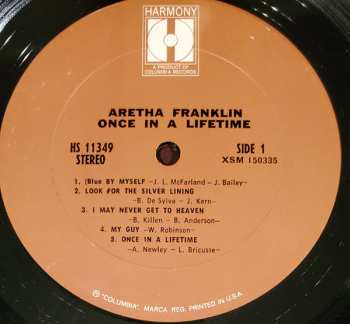 HARMONY
H
A PRODUCT OF
COLUMBIA RECORDS
ARETHA FRANKLIN
ONCE IN A LIFETIME
HS 11349 SIDE 1
STEREO XSM 150335
1. (Blue BY MYSELF -J. L. McFarland - J. Bailey-
2. LOOK FOR THE SILVER LINING
-B. De Sylva - J. Kern-
3. I MAY NEVER GET TO HEAVEN
-B. Killen - B. Anderson-
4. MY GUY -W. Robinson-
5. ONCE IN A LIFETIME
-A. Newley - L. Bricusse-
℗ "COLUMBIA", MARCA REG. PRINTED IN U.S.A.